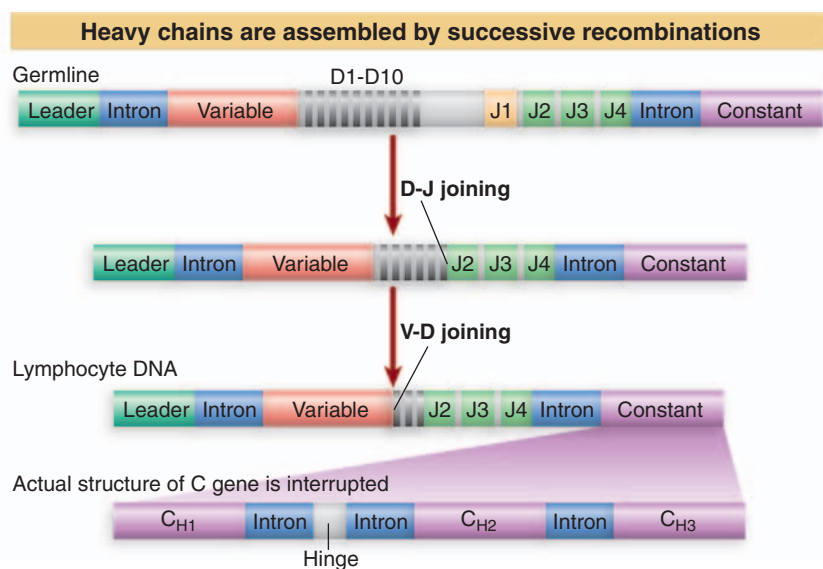 Heavy chains are assembled by successive recombinations
Germline
D1-D10
Leader Intron Variable J1 J2 J3 J4 Intron Constant
D-J joining
Leader Intron Variable J2 J3 J4 Intron Constant
V-D joining
Lymphocyte DNA
Leader Intron Variable J2 J3 J4 Intron Constant
Actual structure of C gene is interrupted
CH1 Intron Intron CH2 Intron CH3
Hinge